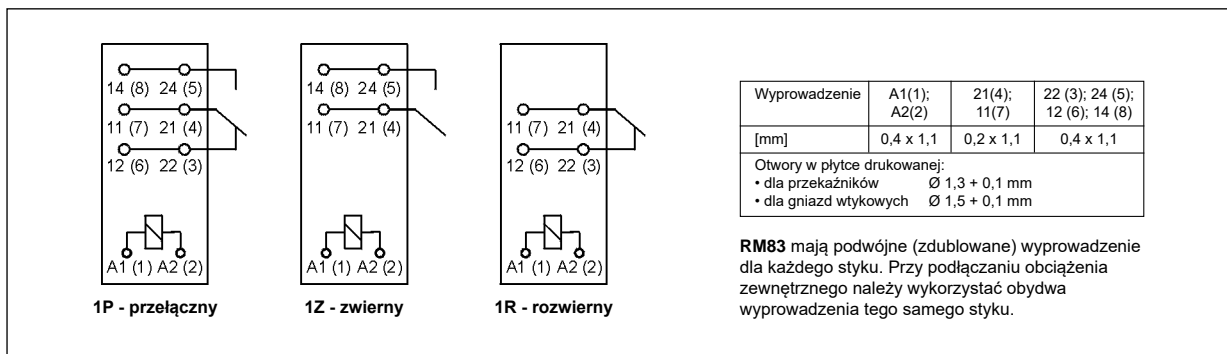 14 (8) 24 (5)
11 (7) 21 (4)
12 (6) 22 (3)
A1 (1) A2 (2)
1P - przełączny
14 (8) 24 (5)
11 (7) 21 (4)
A1 (1) A2 (2)
1Z - zwierny
11 (7) 21 (4)
12 (6) 22 (3)
A1 (1) A2 (2)
1R - rozwierny
Wyprowadzenie A1(1); 21(4); 22 (3); 24 (5);
A2(2) 11(7) 12 (6); 14 (8)
[mm] 0,4 x 1,1 0,2 x 1,1 0,4 x 1,1
Otwory w płytce drukowanej:
• dla przekaźników Ø 1,3 + 0,1 mm
• dla gniazd wtykowych Ø 1,5 + 0,1 mm
RM83 mają podwójne (zdublowane) wyprowadzenie
dla każdego styku. Przy podłączaniu obciążenia
zewnętrznego należy wykorzystać obydwa
wyprowadzenia tego samego styku.